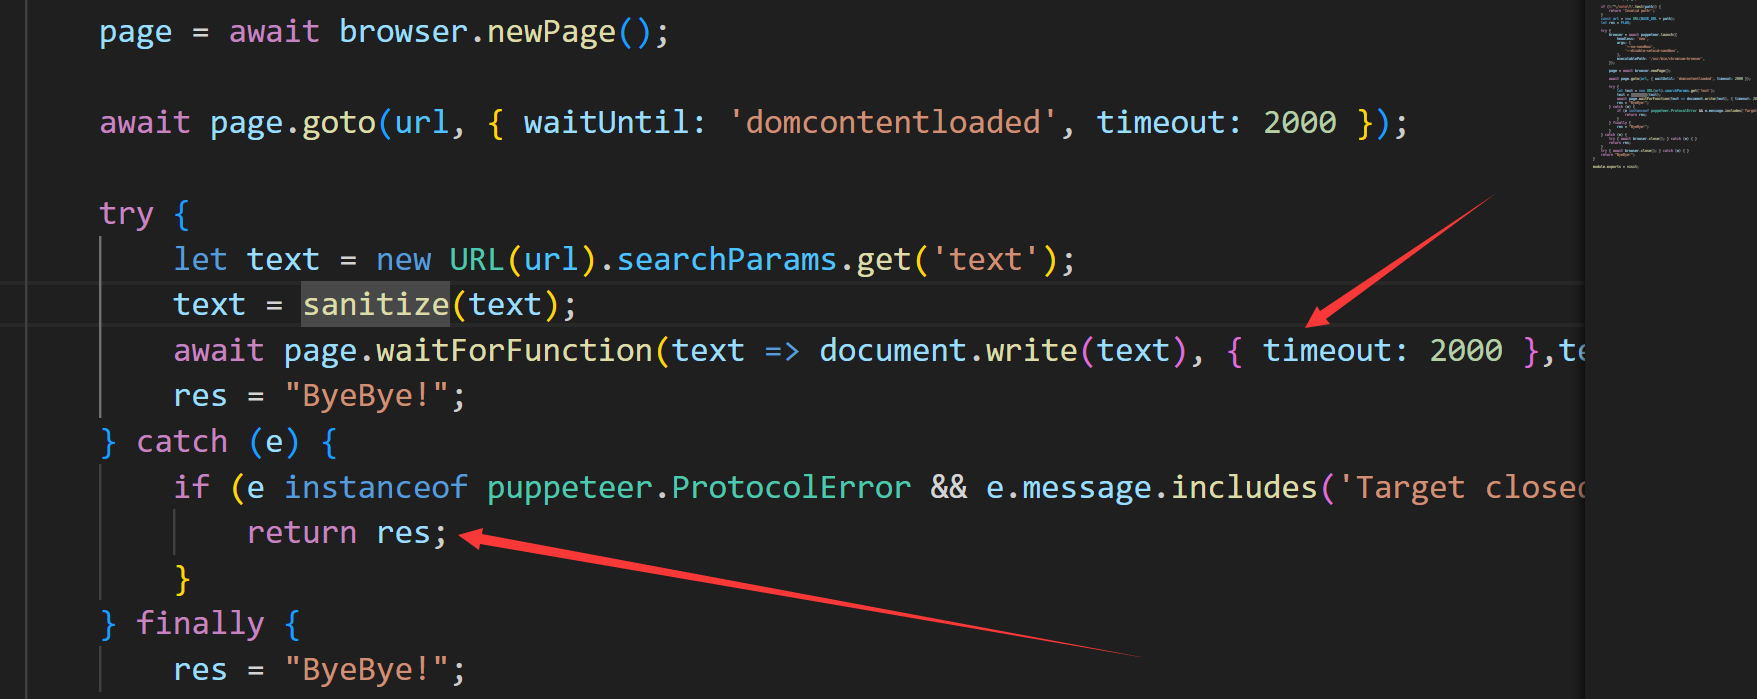 page = await browser.newPage();
await page.goto(url, { waitUntil: 'domcontentloaded', timeout: 2000 });
try {
let text = new URL(url).searchParams.get('text');
text = sanitize(text);
await page.waitForFunction(text => document.write(text), { timeout: 2000 },te
res = "ByeBye!";
} catch (e) {
if (e instanceof puppeteer.ProtocolError && e.message.includes('Target closed
return res;
}
} finally {
res = "ByeBye!";